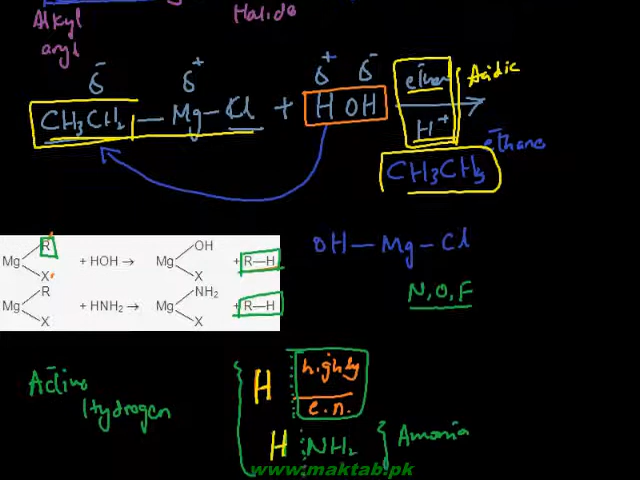 Alkyl
aryl
Halide
δ⁻ δ⁺ δ⁺ δ⁻
CH3CH2 — Mg — Cl + H OH
ether
H+
Acidic
CH3CH3
ethane
Mg R X + HOH → Mg OH X + R—H
Mg R X + HNH2 → Mg NH2 X + R—H
OH — Mg — Cl
N, O, F
Active
Hydrogen
H highly
e.n.
H NH2
Amonia
www.maktab.pk